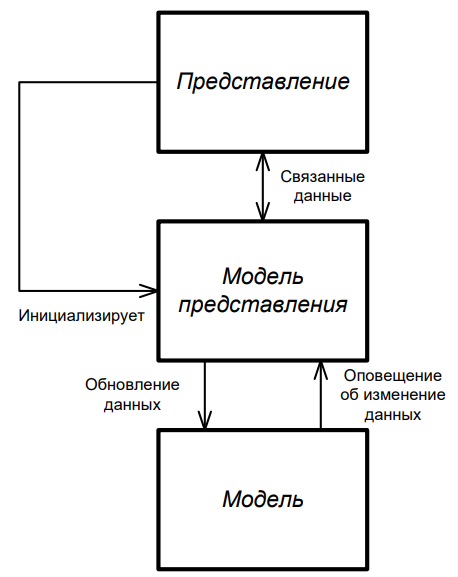 Представление
Связанные
данные
Модель
представления
Инициализирует
Обновление
данных
Оповещение
об изменение
данных
Модель